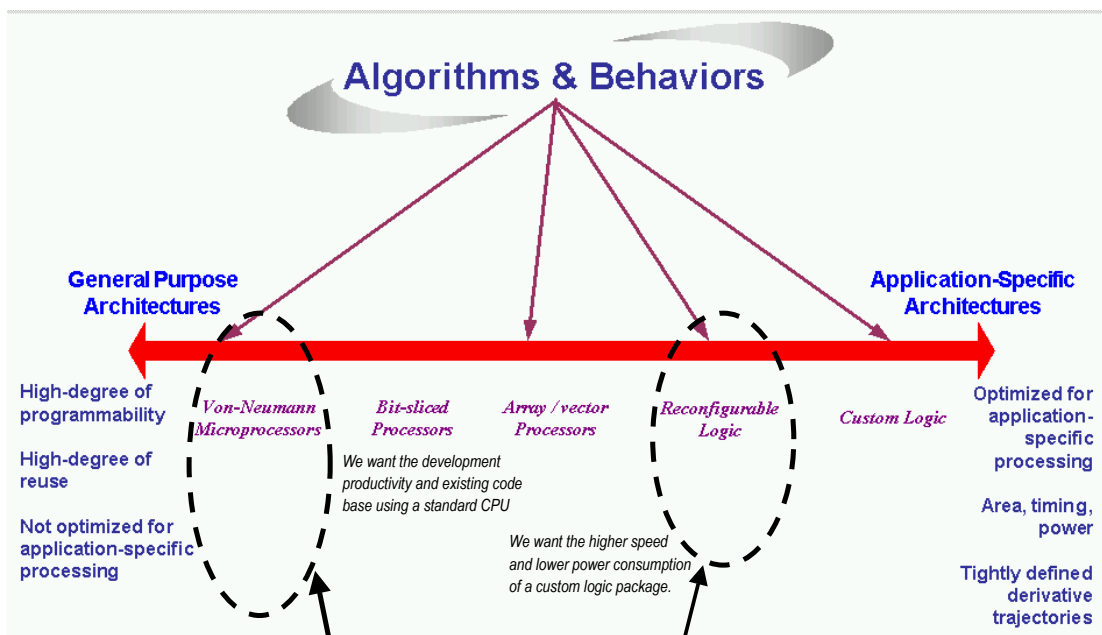 Algorithms & Behaviors
General Purpose
Architectures
Application-Specific
Architectures
High-degree of
programmability
High-degree of
reuse
Not optimized for
application-specific
processing
Von-Neumann
Microprocessors
Bit-sliced
Processors
Array / vector
Processors
Reconfigurable
Logic
Custom Logic
We want the development
productivity and existing code
base using a standard CPU
We want the higher speed
and lower power consumption
of a custom logic package.
Optimized for
application-
specific
processing
Area, timing,
power
Tightly defined
derivative
trajectories